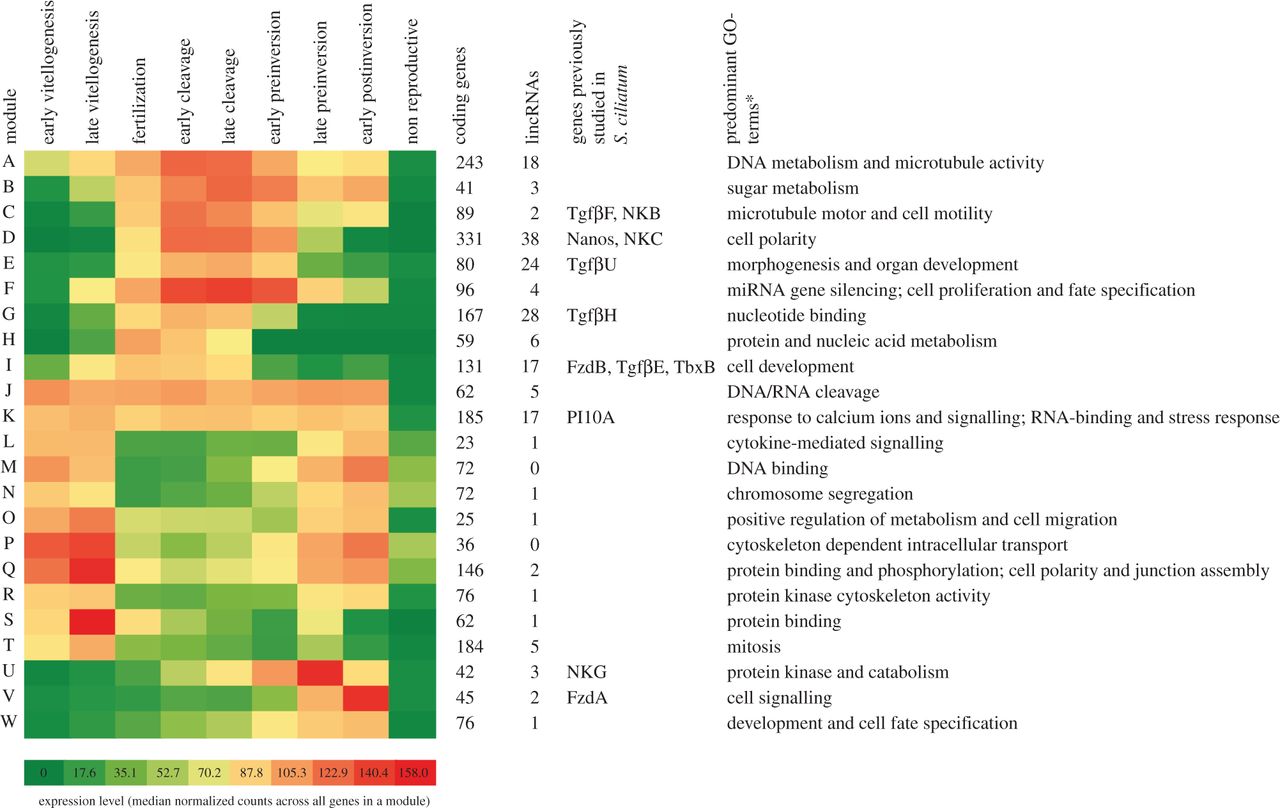 module
early vitellogenesis
late vitellogenesis
fertilization
early cleavage
late cleavage
early preinversion
late preinversion
early postinversion
non reproductive
coding genes
lincRNAs
genes previously
studied in
S. ciliatum
predominant GO-
terms*
A 243 18 DNA metabolism and microtubule activity
B 41 3 sugar metabolism
C 89 2 TgfβF, NKB microtubule motor and cell motility
D 331 38 Nanos, NKC cell polarity
E 80 24 TgfβU morphogenesis and organ development
F 96 4 miRNA gene silencing; cell proliferation and fate specification
G 167 28 TgfβH nucleotide binding
H 59 6 protein and nucleic acid metabolism
I 131 17 FzdB, TgfβE, TbxB cell development
J 62 5 DNA/RNA cleavage
K 185 17 PI10A response to calcium ions and signalling; RNA-binding and stress response
L 23 1 cytokine-mediated signalling
M 72 0 DNA binding
N 72 1 chromosome segregation
O 25 1 positive regulation of metabolism and cell migration
P 36 0 cytoskeleton dependent intracellular transport
Q 146 2 protein binding and phosphorylation; cell polarity and junction assembly
R 76 1 protein kinase cytoskeleton activity
S 62 1 protein binding
T 184 5 mitosis
U 42 3 NKG protein kinase and catabolism
V 45 2 FzdA cell signalling
W 76 1 development and cell fate specification
0 17.6 35.1 52.7 70.2 87.8 105.3 122.9 140.4 158.0
expression level (median normalized counts across all genes in a module)